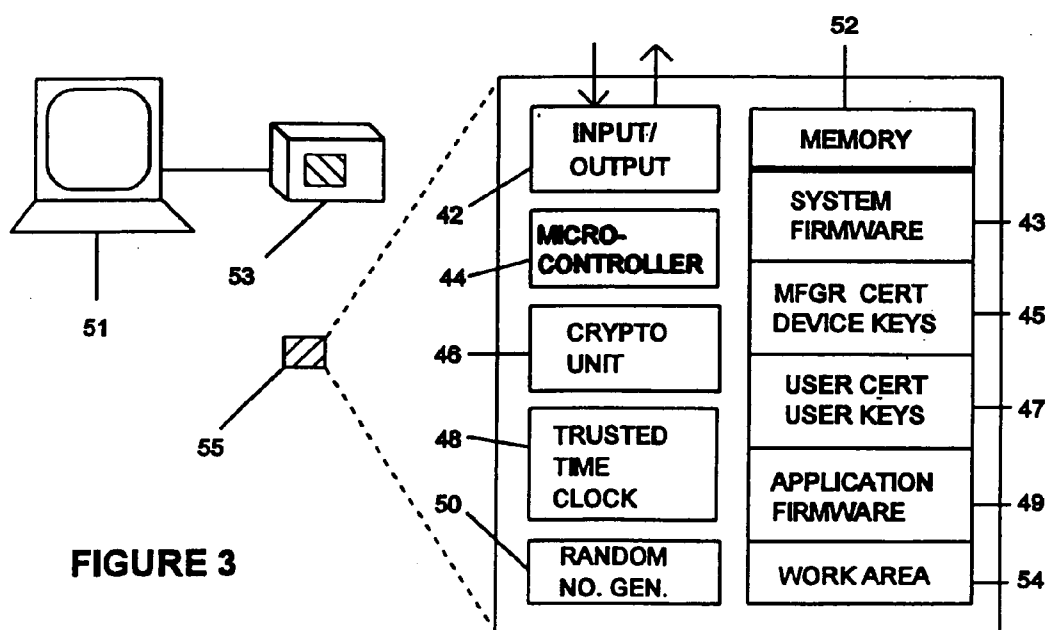 52
INPUT/
OUTPUT
42
MICRO-
CONTROLLER
44
CRYPTO
UNIT
46
TRUSTED
TIME
CLOCK
48
RANDOM
NO. GEN.
50
MEMORY
SYSTEM
FIRMWARE
43
MFGR CERT
DEVICE KEYS
45
USER CERT
USER KEYS
47
APPLICATION
FIRMWARE
49
WORK AREA
54
51
53
55
FIGURE 3